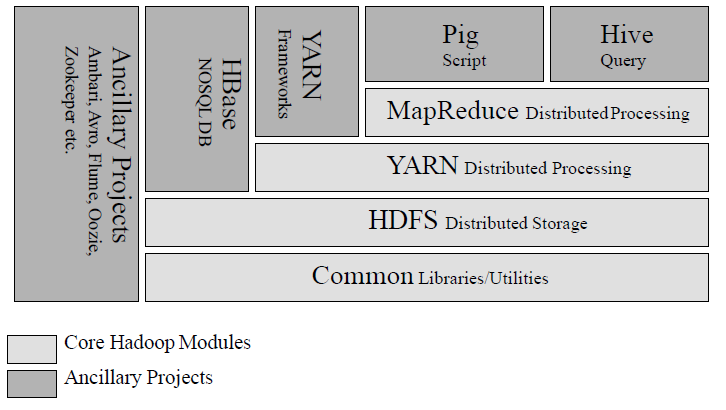 Ancillary Projects
Ambari, Avro, Flume, Oozie,
Zookeeper etc.
HBase
NOSQL DB
YARN
Frameworks
Pig
Script
Hive
Query
MapReduce Distributed Processing
YARN Distributed Processing
HDFS Distributed Storage
Common Libraries/Utilities
Core Hadoop Modules
Ancillary Projects